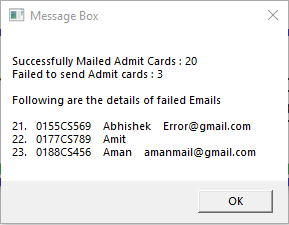 Message Box
Successfully Mailed Admit Cards : 20
Failed to send Admit cards : 3
Following are the details of failed Emails
21. 0155CS569 Abhishek Error@gmail.com
22. 0177CS789 Amit
23. 0188CS456 Aman amanmail@gmail.com
OK